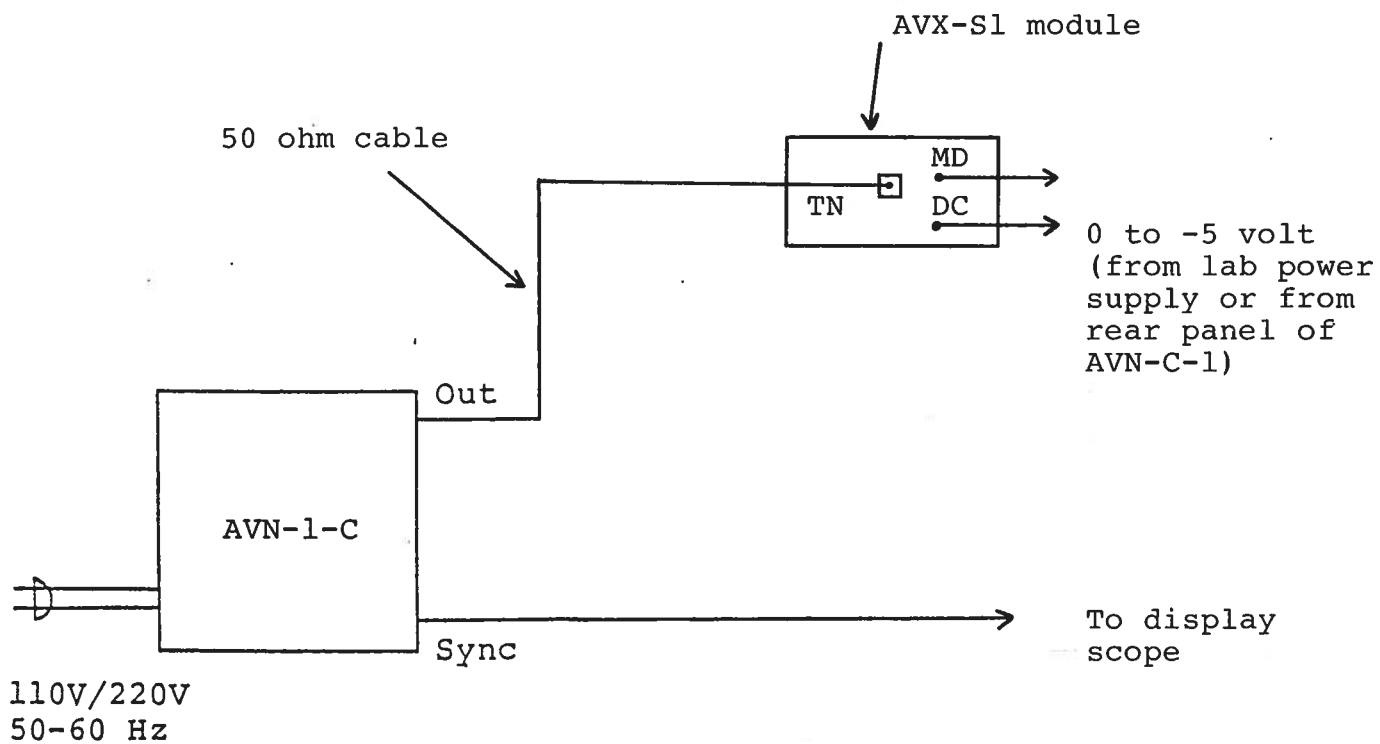 AVX-S1 module
50 ohm cable
MD
TN
DC
0 to -5 volt
(from lab power
supply or from
rear panel of
AVN-C-1)
Out
AVN-1-C
Sync
To display
scope
110V/220V
50-60 Hz